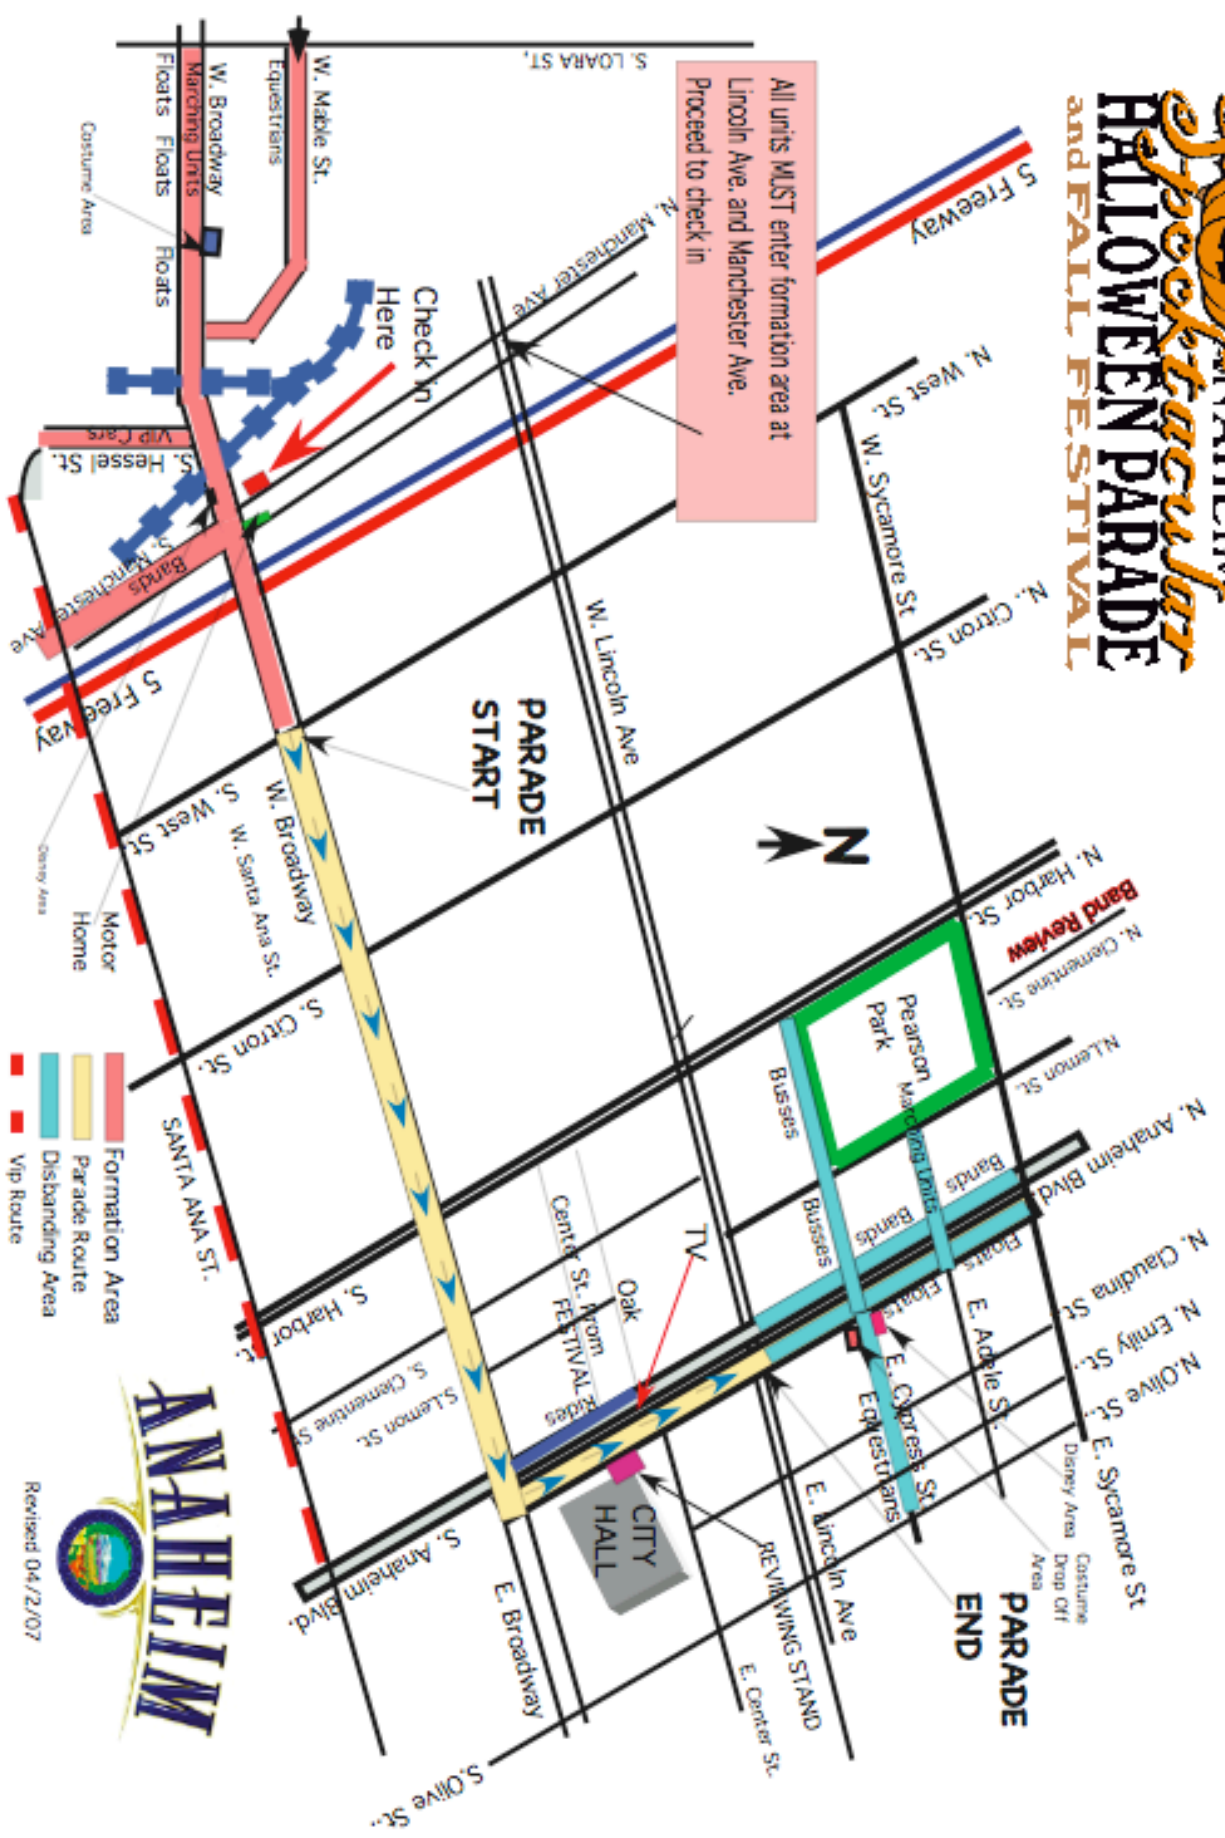 ANAHEIM
Spooktacular
HALLOWEEN PARADE
and FALL FESTIVAL
S. LOARA ST,
W. Mable St.
Equestrians
W. Broadway
Marching Units
Floats Floats Floats
Costume Area
All units MUST enter formation area at
Lincoln Ave. and Manchester Ave.
Proceed to check in
5 Freeway
N. Manchester Ave
Check in
Here
N. West St.
W. Sycamore St
N.. Citron St.
VIP Cars
S. Hessel St.
S. Manchester Ave
Bands
5 Freeway
W. Lincoln Ave
PARADE
START
N
S. West St.
W. Broadway
W. Santa Ana St.
Disney Area
Motor
Home
S. Citron St.
N. Harbor St.
Band Review
N. Clementine St.
Pearson
Park
N.Lemon St.
Marching Units
Busses
Busses
Bands
Bands
N. Anaheim Blvd.
Floats
Floats
N. Claudina St
N. Emily St..
N.Olive St..
SANTA ANA ST.
S. Harbor St.
S. Clementine St
S.Lemon St.
Center St. Prom
FESTIVAL Rides
Oak
TV
E. Adele St.
E. Cypress St.
Equestrians
Disney Area
Costume
Drop Off
Area
E. Sycamore St
PARADE
END
CITY
HALL
REVIEWING STAND
E. Lincoln Ave
E. Center St.
E. Broadway
S. Anaheim Blvd.
S.Olive St..
Formation Area
Parade Route
Disbanding Area
Vip Route
ANAHEIM
Revised 04/2/07